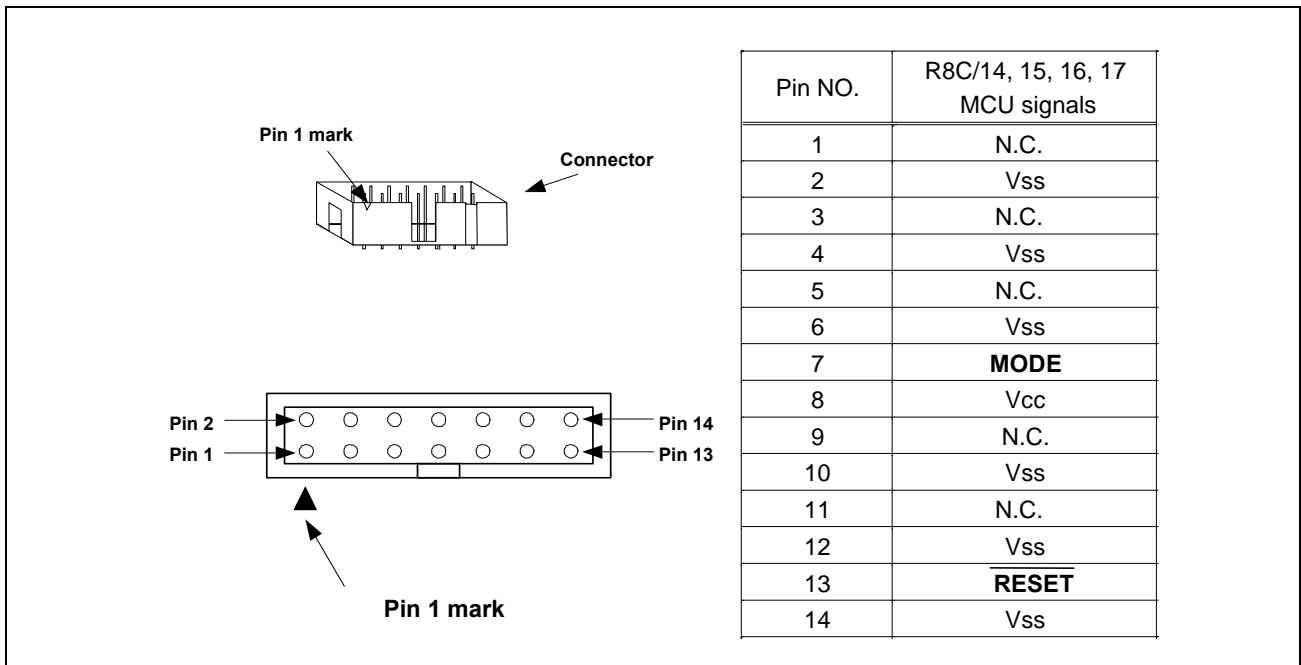 Pin 1 mark
Connector
Pin 2
Pin 14
Pin 1
Pin 13
Pin 1 mark
Pin NO. R8C/14, 15, 16, 17
MCU signals
1 N.C.
2 Vss
3 N.C.
4 Vss
5 N.C.
6 Vss
7 MODE
8 Vcc
9 N.C.
10 Vss
11 N.C.
12 Vss
13 RESET
14 Vss